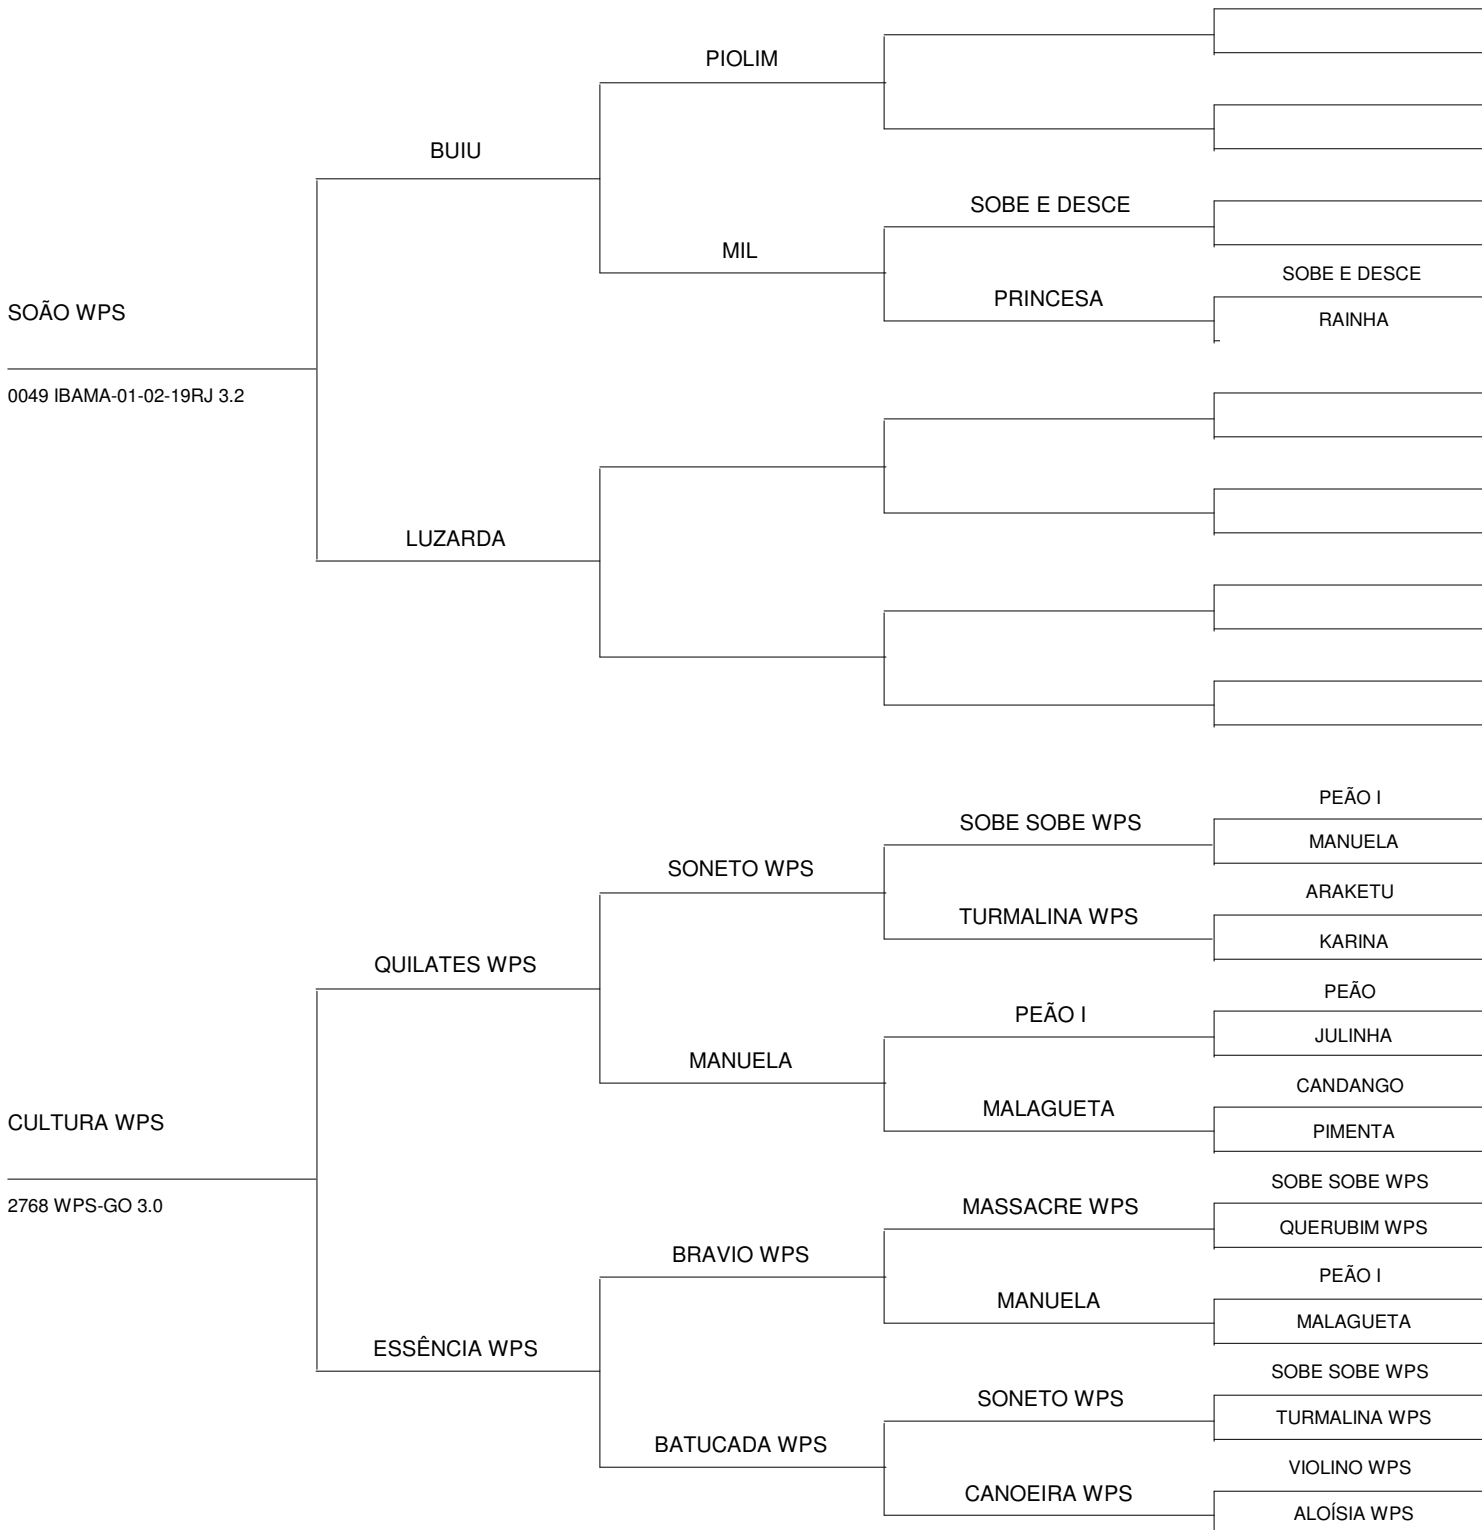 PIOLIM
BUIU
SOBE E DESCE
MIL
SOBE E DESCE
PRINCESA
SOÃO WPS
RAINHA
0049 IBAMA-01-02-19RJ 3.2
LUZARDA
PEÃO I
SOBE SOBE WPS
MANUELA
SONETO WPS
ARAKETU
TURMALINA WPS
KARINA
QUILATES WPS
PEÃO
PEÃO I
JULINHA
MANUELA
CANDANGO
MALAGUETA
CULTURA WPS
PIMENTA
SOBE SOBE WPS
2768 WPS-GO 3.0
MASSACRE WPS
QUERUBIM WPS
BRAVIO WPS
PEÃO I
MANUELA
MALAGUETA
ESSÊNCIA WPS
SOBE SOBE WPS
SONETO WPS
TURMALINA WPS
BATUCADA WPS
VIOLINO WPS
CANOEIRA WPS
ALOÍSIA WPS